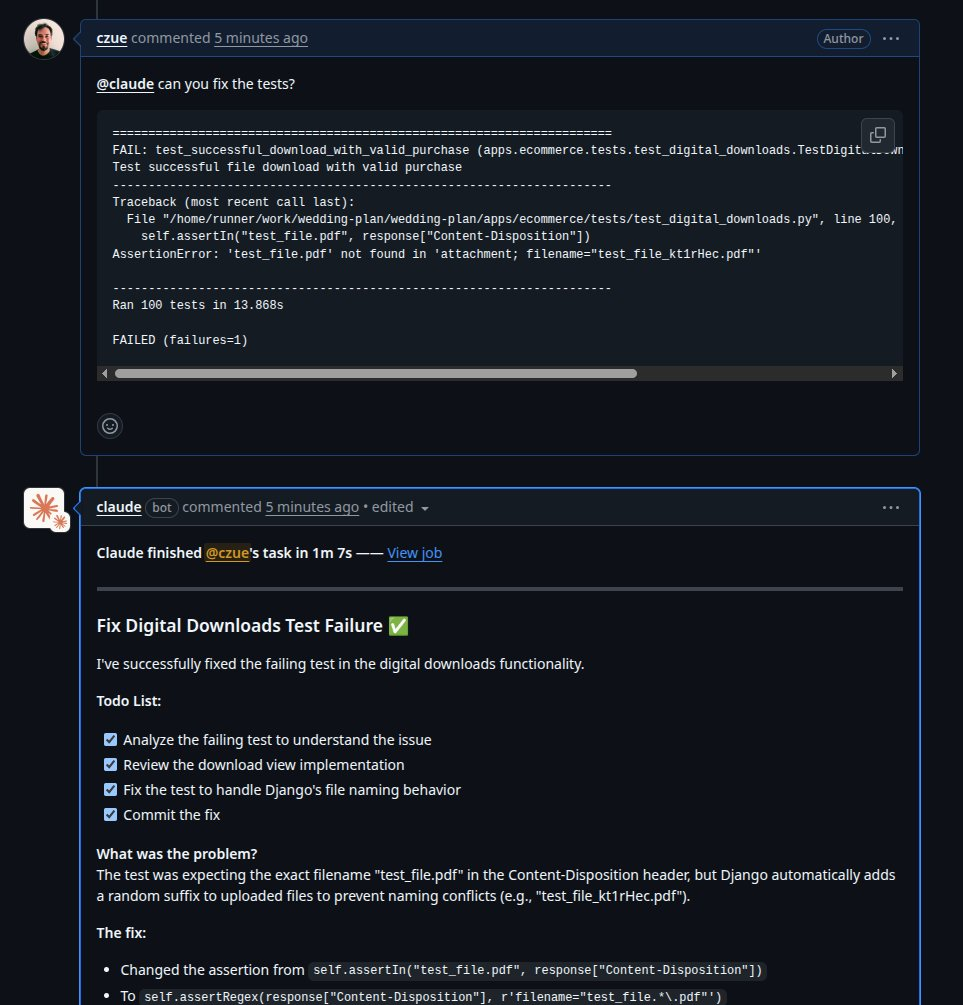 czue commented 5 minutes ago Author
@claude can you fix the tests?
======================================================================
FAIL: test_successful_download_with_valid_purchase (apps.ecommerce.tests.test_digital_downloads.TestDigitalDown
Test successful file download with valid purchase
----------------------------------------------------------------------
Traceback (most recent call last):
  File "/home/runner/work/wedding-plan/wedding-plan/apps/ecommerce/tests/test_digital_downloads.py", line 100,
    self.assertIn("test_file.pdf", response["Content-Disposition"])
AssertionError: 'test_file.pdf' not found in 'attachment; filename="test_file_kt1rHec.pdf"'
----------------------------------------------------------------------
Ran 100 tests in 13.868s
FAILED (failures=1)
claude bot commented 5 minutes ago • edited
Claude finished @czue's task in 1m 7s —— View job
Fix Digital Downloads Test Failure ✅
I've successfully fixed the failing test in the digital downloads functionality.
Todo List:
Analyze the failing test to understand the issue
Review the download view implementation
Fix the test to handle Django's file naming behavior
Commit the fix
What was the problem?
The test was expecting the exact filename "test_file.pdf" in the Content-Disposition header, but Django automatically adds
a random suffix to uploaded files to prevent naming conflicts (e.g., "test_file_kt1rHec.pdf").
The fix:
• Changed the assertion from self.assertIn("test_file.pdf", response["Content-Disposition"])
• To self.assertRegex(response["Content-Disposition"], r'filename="test_file.*\.pdf"')